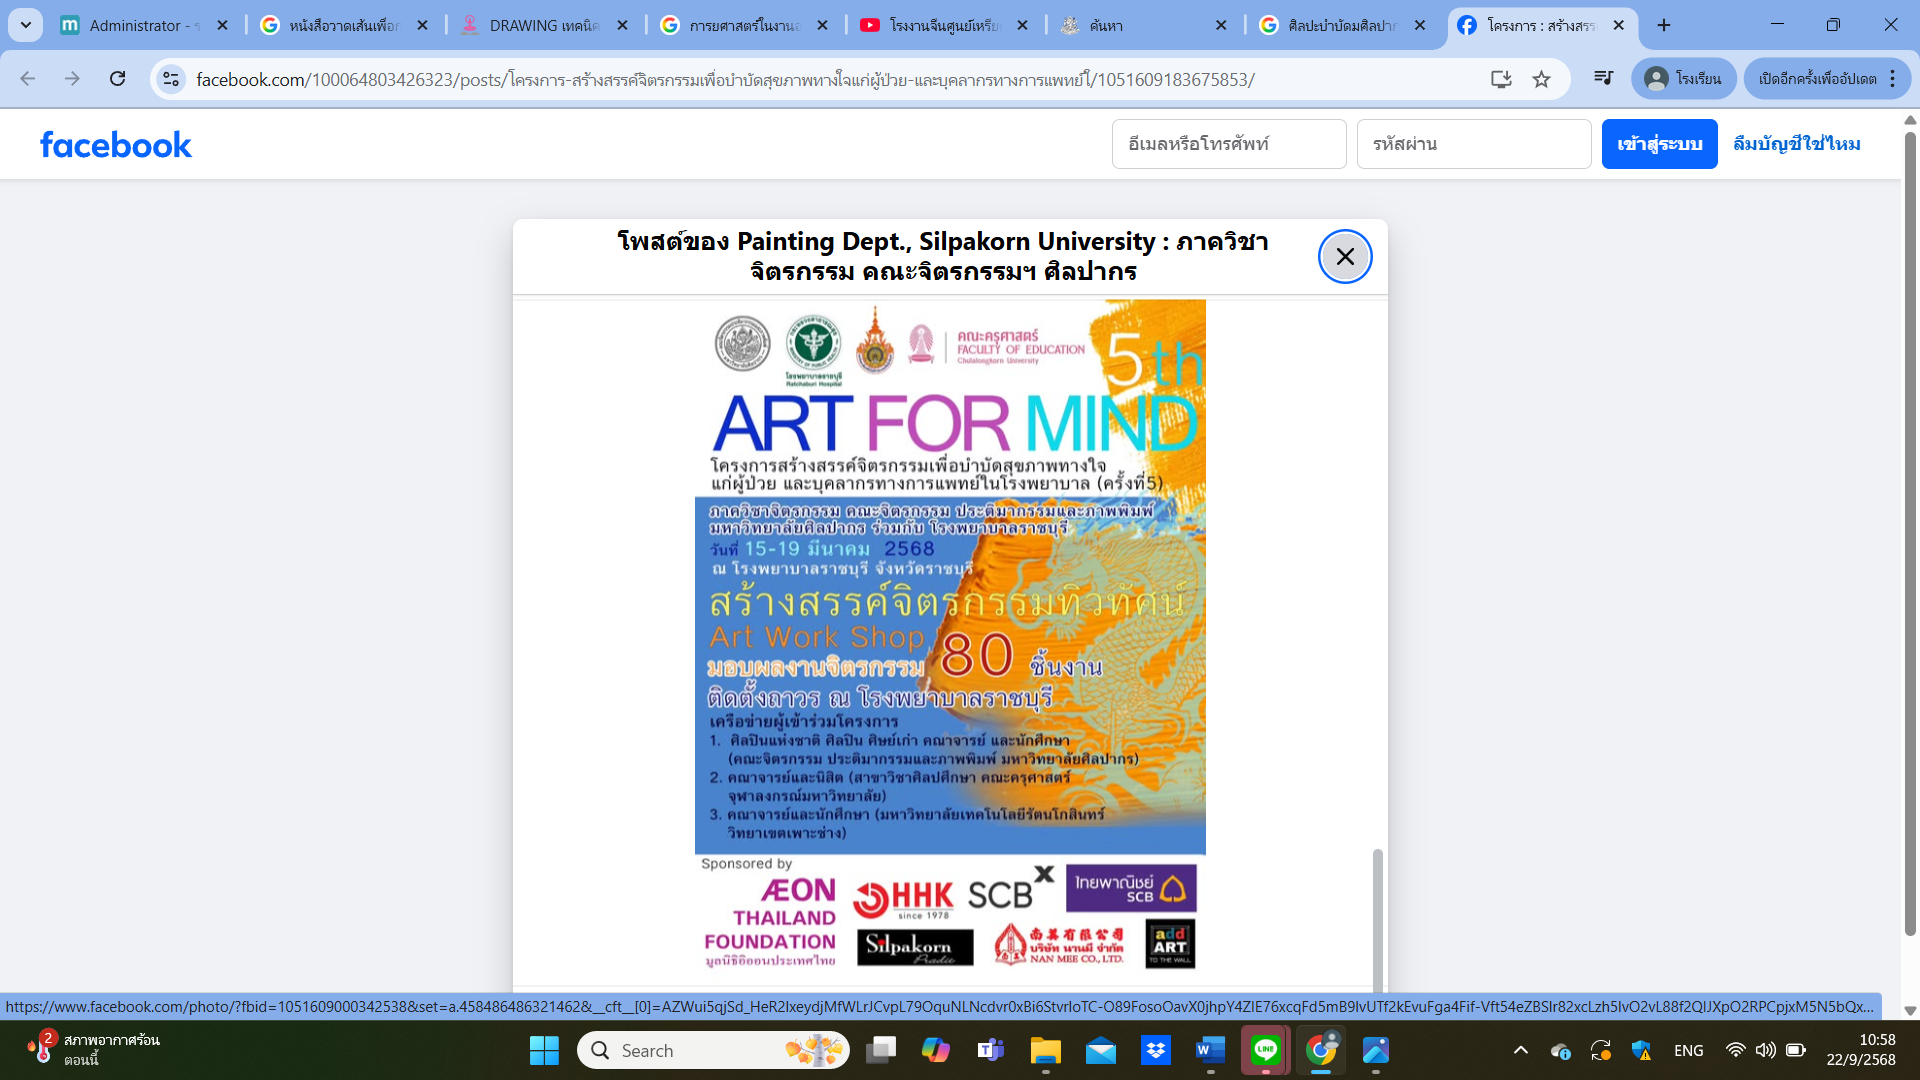 Administrator - ร
หนังสือวาดเส้นเพื่อก
DRAWING เทคนิค
การยศาสตร์ในงานอ
โรงงานจีนศูนย์เหรีย
ค้นหา
ศิลปะบำบัดมศิลปาก
โครงการ : สร้างสรร
facebook.com/100064803426323/posts/โครงการ-สร้างสรรค์จิตรกรรมเพื่อบำบัดสุขภาพทางใจแก่ผู้ป่วย-และบุคลากรทางการแพทย์ใ/1051609183675853/
โรงเรียน
เปิดอีกครั้งเพื่ออัปเดต
facebook
อีเมลหรือโทรศัพท์
รหัสผ่าน
เข้าสู่ระบบ
ลืมบัญชีใช่ไหม
โพสต์ของ Painting Dept., Silpakorn University : ภาควิชา
จิตรกรรม คณะจิตรกรรมฯ ศิลปากร
โรงพยาบาลราชบุรี
Ratchaburi Hospital
คณะครุศาสตร์
FACULTY OF EDUCATION
Chulalongkorn University
5th
ART FOR MIND
โครงการสร้างสรรค์จิตรกรรมเพื่อบำบัดสุขภาพทางใจ
แก่ผู้ป่วย และบุคลากรทางการแพทย์ในโรงพยาบาล (ครั้งที่5)
ภาควิชาจิตรกรรม คณะจิตรกรรม ประติมากรรมและภาพพิมพ์
มหาวิทยาลัยศิลปากร ร่วมกับ โรงพยาบาลราชบุรี
วันที่ 15-19 มีนาคม 2568
ณ โรงพยาบาลราชบุรี จังหวัดราชบุรี
สร้างสรรค์จิตรกรรมทิวทัศน์
Art Work Shop
มอบผลงานจิตรกรรม 80 ชิ้นงาน
ติดตั้งถาวร ณ โรงพยาบาลราชบุรี
เครือข่ายผู้เข้าร่วมโครงการ
1. ศิลปินแห่งชาติ ศิลปิน ศิษย์เก่า คณาจารย์ และนักศึกษา
(คณะจิตรกรรม ประติมากรรมและภาพพิมพ์ มหาวิทยาลัยศิลปากร)
2. คณาจารย์และนิสิต (สาขาวิชาศิลปศึกษา คณะครุศาสตร์
จุฬาลงกรณ์มหาวิทยาลัย)
3. คณาจารย์และนักศึกษา (มหาวิทยาลัยเทคโนโลยีรัตนโกสินทร์
วิทยาเขตเพาะช่าง)
Sponsored by
ÆON
THAILAND
FOUNDATION
มูลนิธิอิออนประเทศไทย
HHK
since 1978
SCB X
ไทยพาณิชย์
SCB
Silpakorn
Pradit
南美有限公司
บริษัท นานมี จำกัด
NAN MEE CO., LTD.
add
ART
TO THE WALL
2
สภาพอากาศร้อน
ตอนนี้
Search
LINE
ENG
10:58
22/9/2568